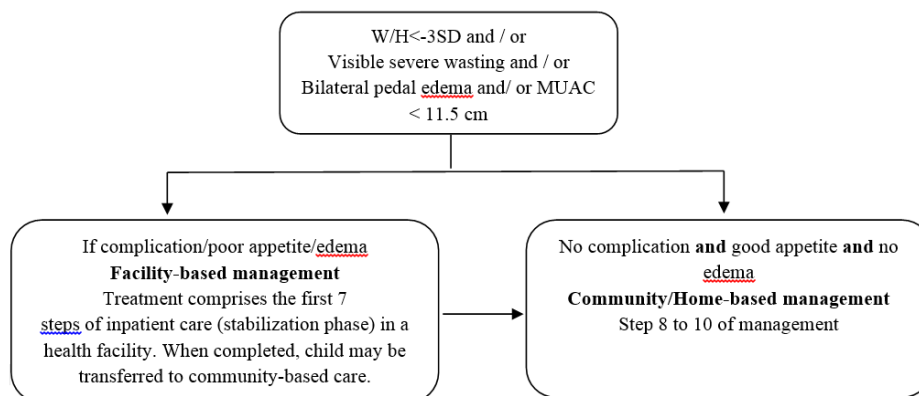 W/H<-3SD and / or
Visible severe wasting and / or
Bilateral pedal edema and/ or MUAC
< 11.5 cm
If complication/poor appetite/edema
Facility-based management
Treatment comprises the first 7
steps of inpatient care (stabilization phase) in a
health facility. When completed, child may be
transferred to community-based care.
No complication and good appetite and no
edema
Community/Home-based management
Step 8 to 10 of management